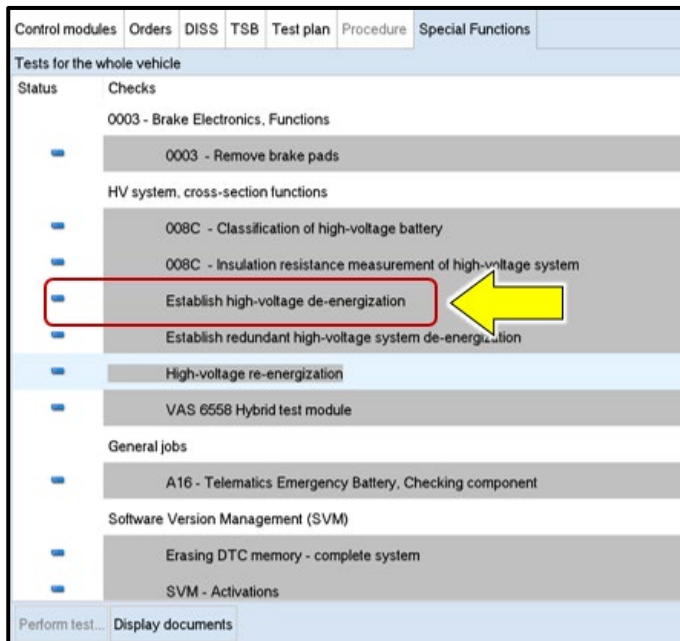 Control modules Orders DISS TSB Test plan Procedure Special Functions
Tests for the whole vehicle
Status Checks
0003 - Brake Electronics, Functions
0003 - Remove brake pads
HV system, cross-section functions
008C - Classification of high-voltage battery
008C - Insulation resistance measurement of high-voltage system
Establish high-voltage de-energization
Establish redundant high-voltage system de-energization
High-voltage re-energization
VAS 6558 Hybrid test module
General jobs
A16 - Telematics Emergency Battery, Checking component
Software Version Management (SVM)
Erasing DTC memory - complete system
SVM - Activations
Perform test... Display documents